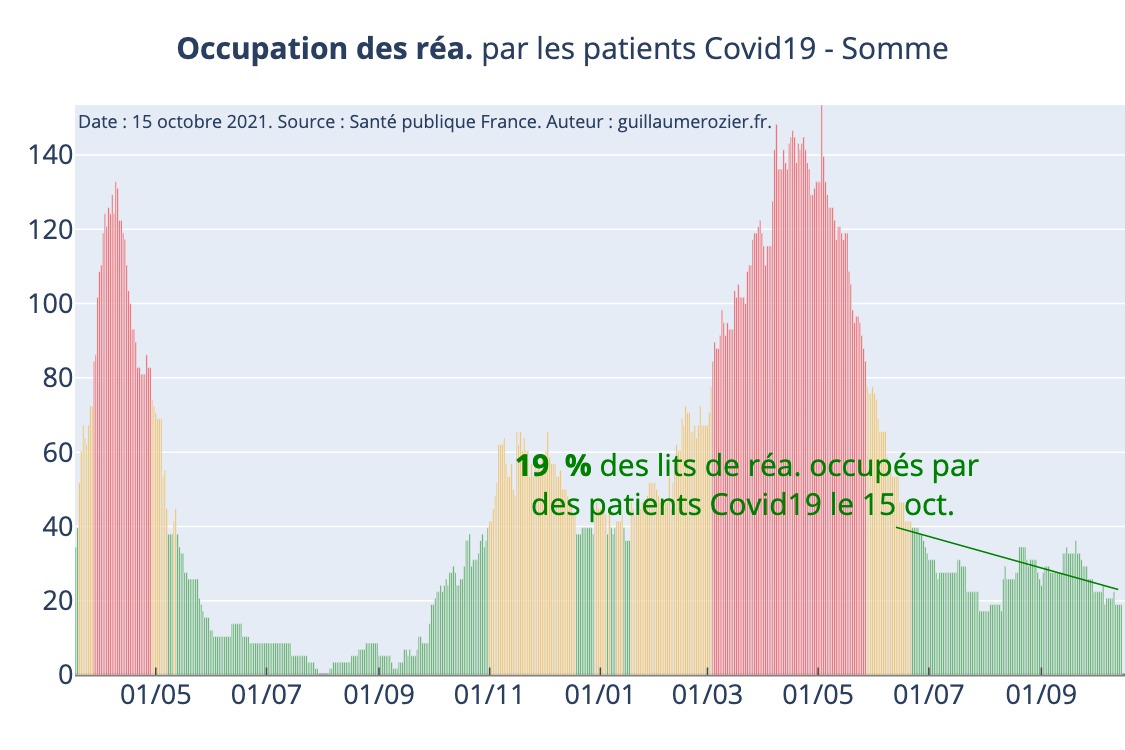 Occupation des réa. par les patients Covid19 - Somme
Date : 15 octobre 2021. Source : Santé publique France. Auteur : guillaumerozier.fr.
140
120
100
80
60
40
20
0
19 % des lits de réa. occupés par
des patients Covid19 le 15 oct.
01/05 01/07 01/09 01/11 01/01 01/03 01/05 01/07 01/09